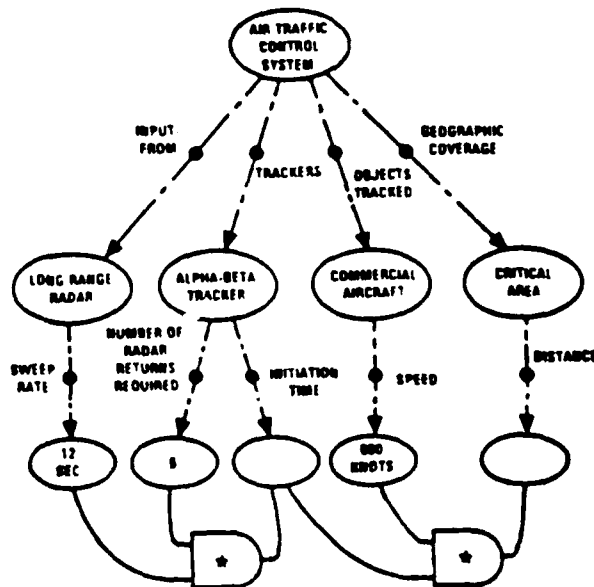 AIR TRAFFIC
CONTROL
SYSTEM
INPUT
FROM
TRACKERS
OBJECTS
TRACKED
GEOGRAPHIC
COVERAGE
LONG RANGE
RADAR
ALPHA-BETA
TRACKER
COMMERCIAL
AIRCRAFT
CRITICAL
AREA
SWEEP
RATE
NUMBER OF
RADAR
RETURNS
REQUIRED
INITIATION
TIME
SPEED
DISTANCE
12
SEC
5
KNOTS
*
*